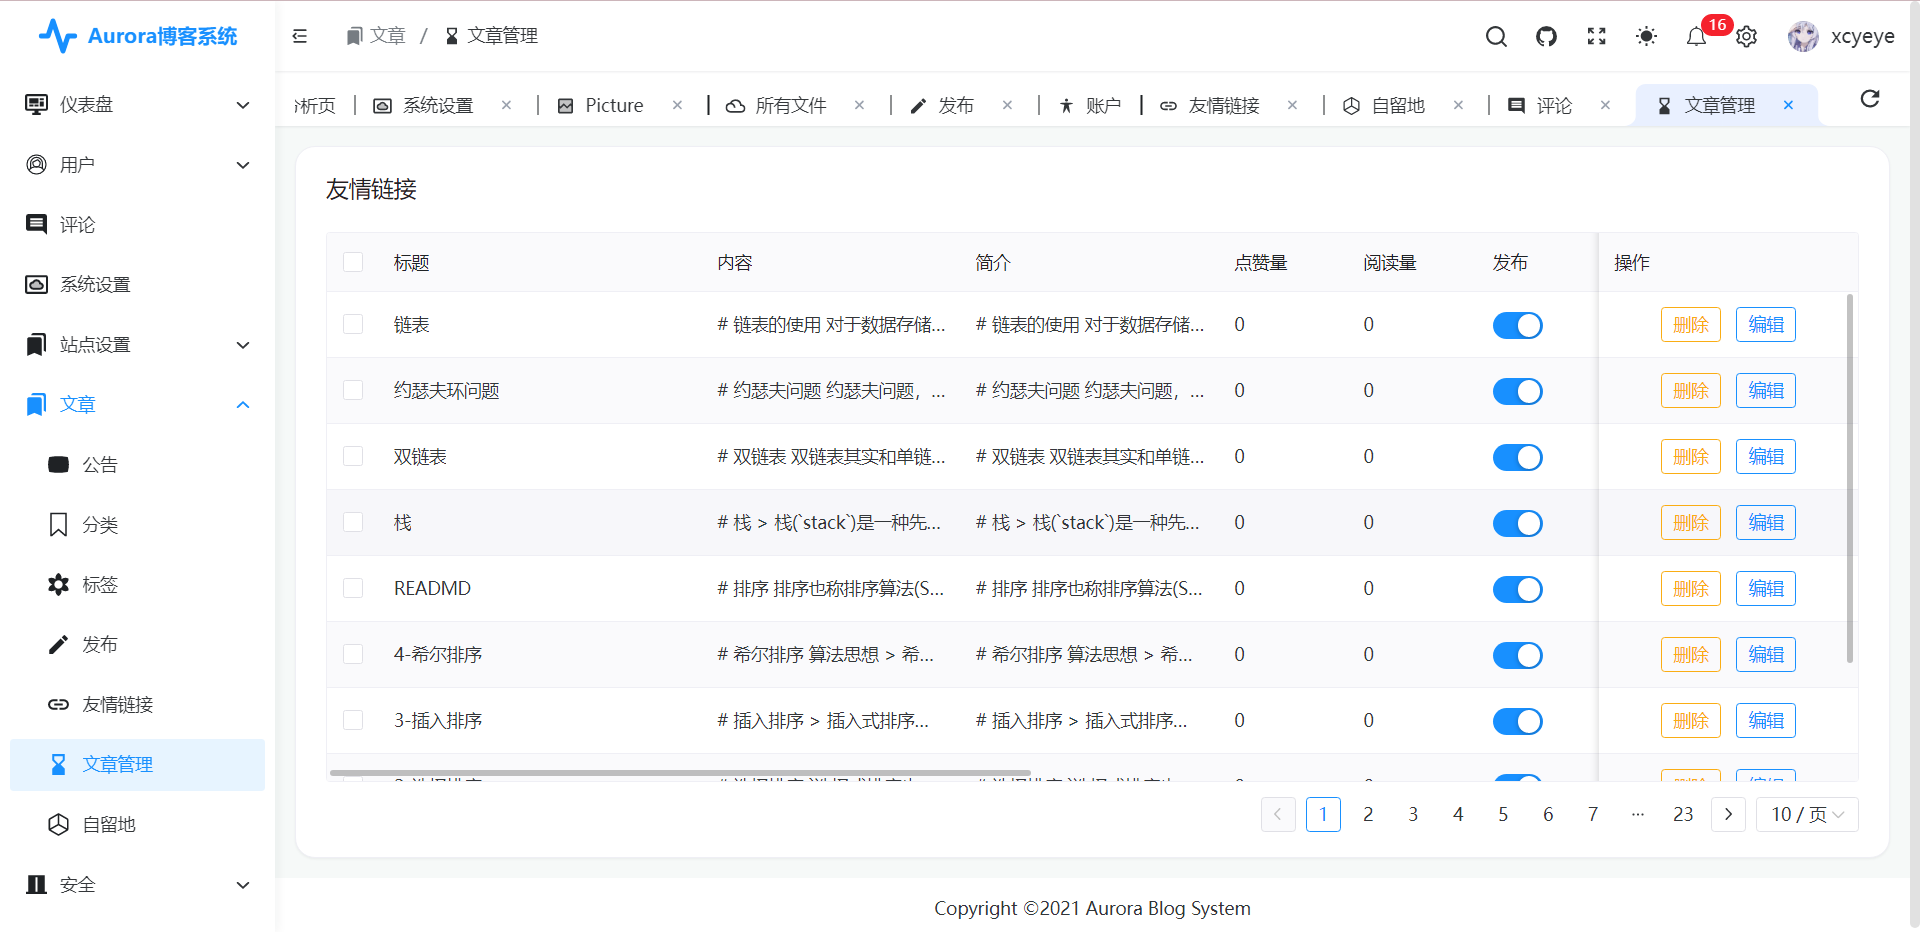 Aurora博客系统
文章 / 文章管理
16
xcyeye
仪表盘
用户
评论
系统设置
站点设置
文章
公告
分类
标签
发布
友情链接
文章管理
自留地
安全
析页 系统设置 Picture 所有文件 发布 账户 友情链接 自留地 评论 文章管理
友情链接
标题 内容 简介 点赞量 阅读量 发布 操作
链表 # 链表的使用 对于数据存储... # 链表的使用 对于数据存储... 0 0 删除 编辑
约瑟夫环问题 # 约瑟夫问题 约瑟夫问题，... # 约瑟夫问题 约瑟夫问题，... 0 0 删除 编辑
双链表 # 双链表 双链表其实和单链... # 双链表 双链表其实和单链... 0 0 删除 编辑
栈 # 栈 > 栈(`stack`)是一种先... # 栈 > 栈(`stack`)是一种先... 0 0 删除 编辑
READMD # 排序 排序也称排序算法(S... # 排序 排序也称排序算法(S... 0 0 删除 编辑
4-希尔排序 # 希尔排序 算法思想 > 希... # 希尔排序 算法思想 > 希... 0 0 删除 编辑
3-插入排序 # 插入排序 > 插入式排序... # 插入排序 > 插入式排序... 0 0 删除 编辑
1 2 3 4 5 6 7 ··· 23 10 / 页
Copyright ©2021 Aurora Blog System